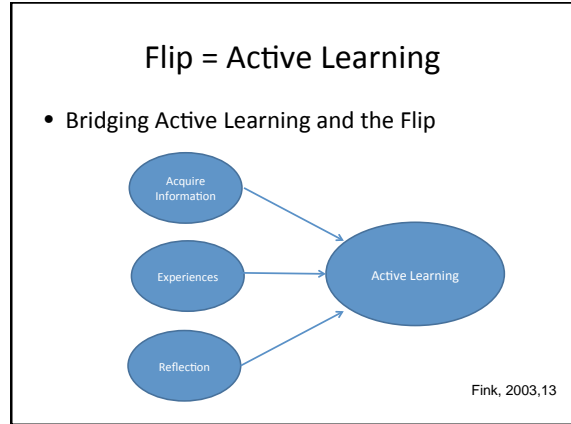 Flip = Active Learning
• Bridging Active Learning and the Flip
Acquire
Information
Experiences
Active Learning
Reflection
Fink, 2003,13